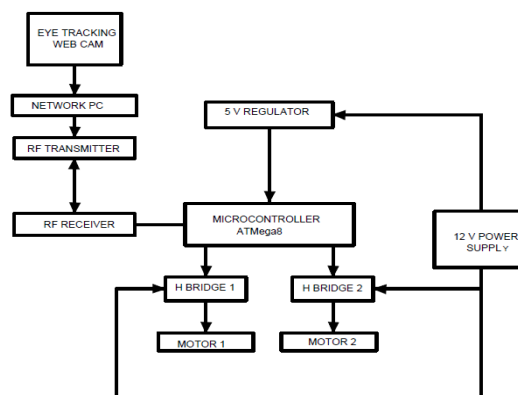 EYE TRACKING
WEB CAM
NETWORK PC
5 V REGULATOR
RF TRANSMITTER
RF RECEIVER
MICROCONTROLLER
ATMega8
12 V POWER
SUPPLY
H BRIDGE 1
H BRIDGE 2
MOTOR 1
MOTOR 2